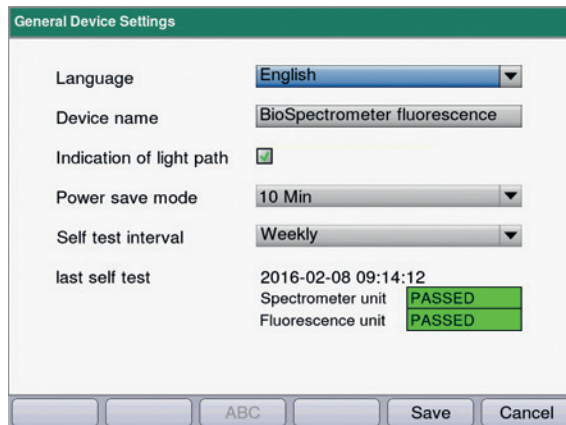 General Device Settings
Language English
Device name BioSpectrometer fluorescence
Indication of light path
Power save mode 10 Min
Self test interval Weekly
last self test 2016-02-08 09:14:12
Spectrometer unit PASSED
Fluorescence unit PASSED
ABC Save Cancel